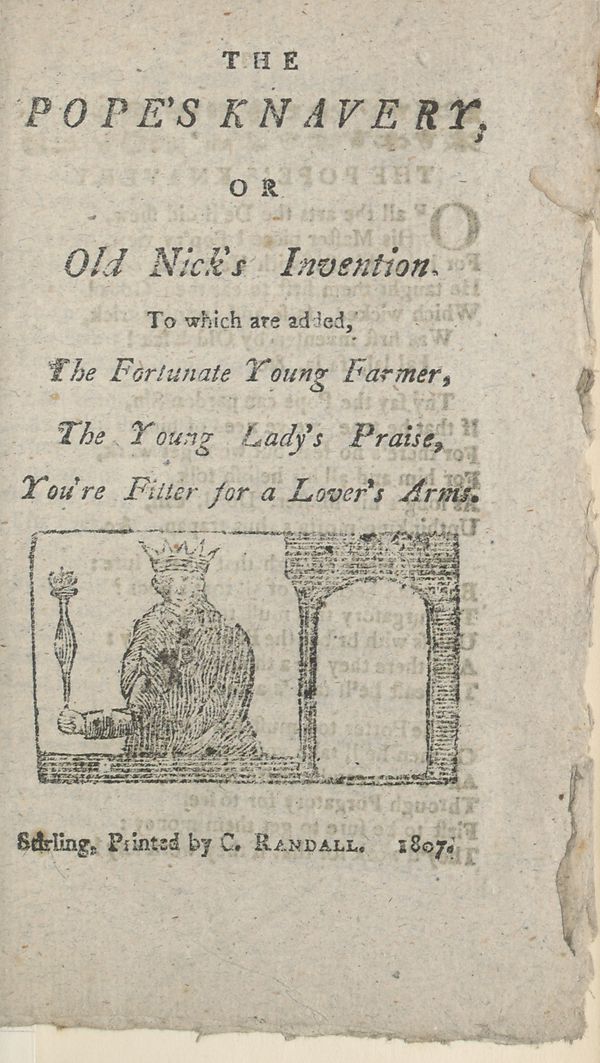 THE
POPE'S KNAVERY,
OR
Old Nick's Invention.
To which are added,
The Fortunate Young Farmer,
The Young Lady's Praise,
You're Fitter for a Lover's Arms.
Stirling, Printed by C. RANDALL. 1807.